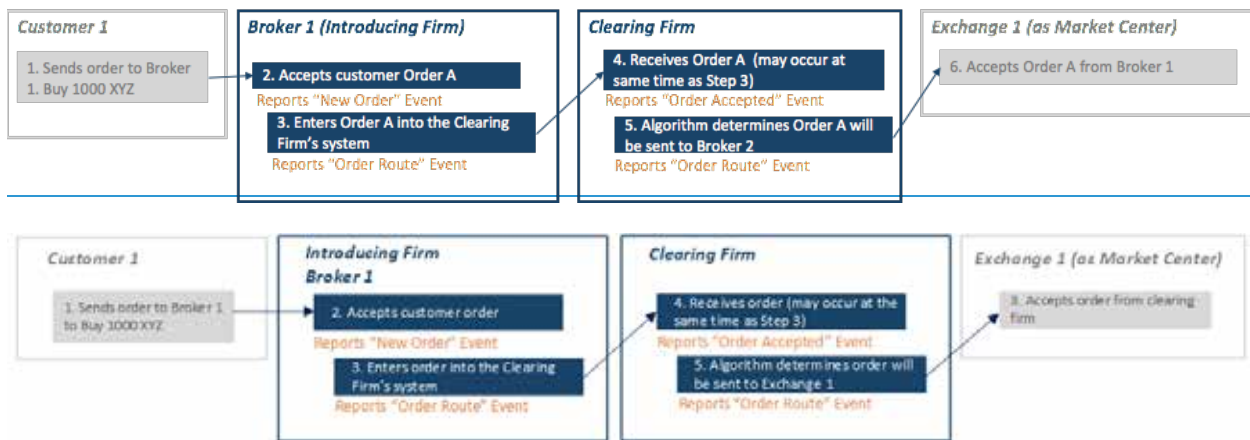 Customer 1
1. Sends order to Broker
1. Buy 1000 XYZ
Broker 1 (Introducing Firm)
2. Accepts customer Order A
Reports "New Order" Event
3. Enters Order A into the Clearing
Firm's system
Reports "Order Route" Event
Clearing Firm
4. Receives Order A (may occur at
same time as Step 3)
Reports "Order Accepted" Event
5. Algorithm determines Order A will
be sent to Broker 2
Reports "Order Route" Event
Exchange 1 (as Market Center)
6. Accepts Order A from Broker 1
Customer 1
1. Sends order to Broker 1
to Buy 1000 XYZ
Introducing Firm
Broker 1
2. Accepts customer order
Reports "New Order" Event
3. Enters order into the Clearing
Firm's system
Reports "Order Route" Event
Clearing Firm
4. Receives order (may occur at the
same time as Step 3)
Reports "Order Accepted" Event
5. Algorithm determines order will
be sent to Exchange 1
Reports "Order Route" Event
Exchange 1 (as Market Center)
3. Accepts order from clearing
firm